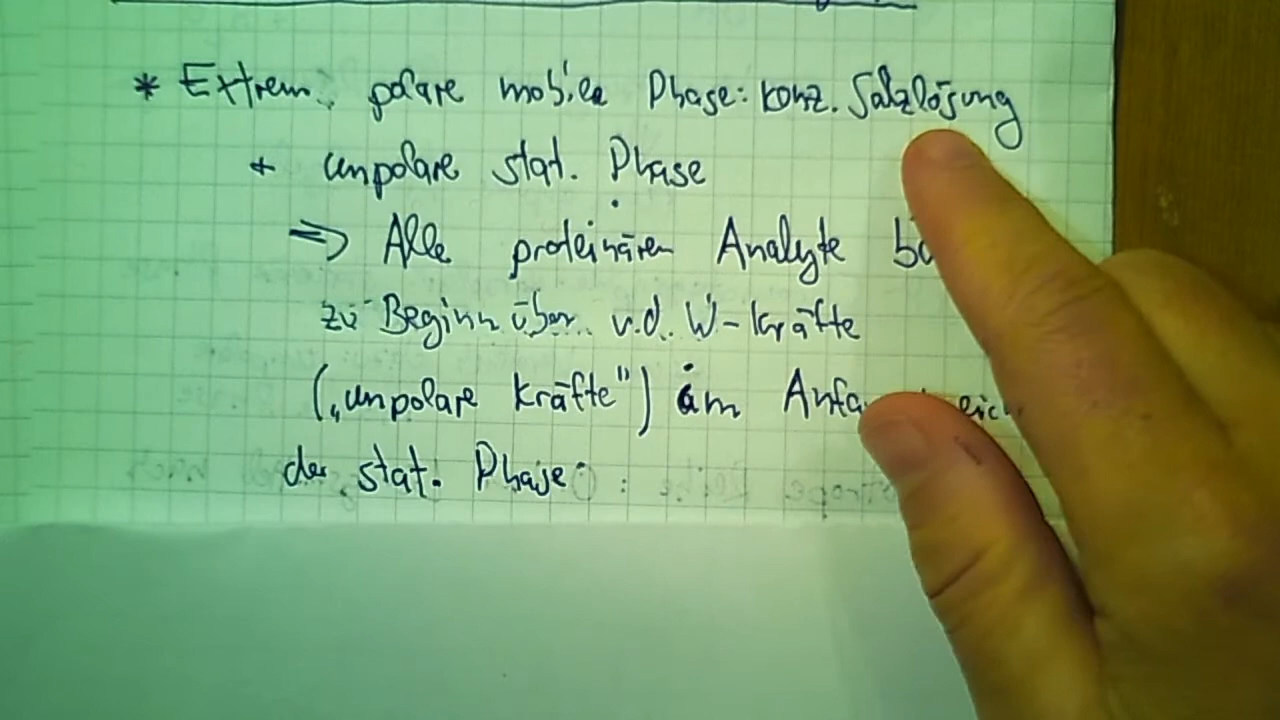 * Extrem polare mobile Phase: konz. Salzlösung
+ unpolare stat. Phase
=> Alle proteinären Analyte
zu Beginn über v.d. W-Kräfte
(„unpolare Kräfte") am
der stat. Phase.